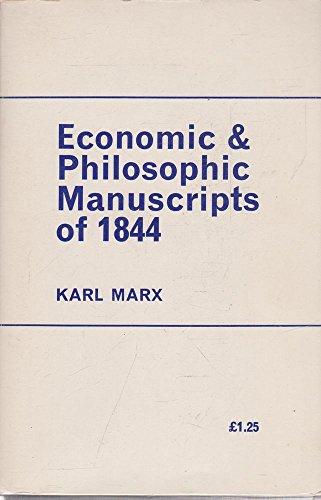 Economic &
Philosophic
Manuscripts
of 1844
KARL MARX
£1.25